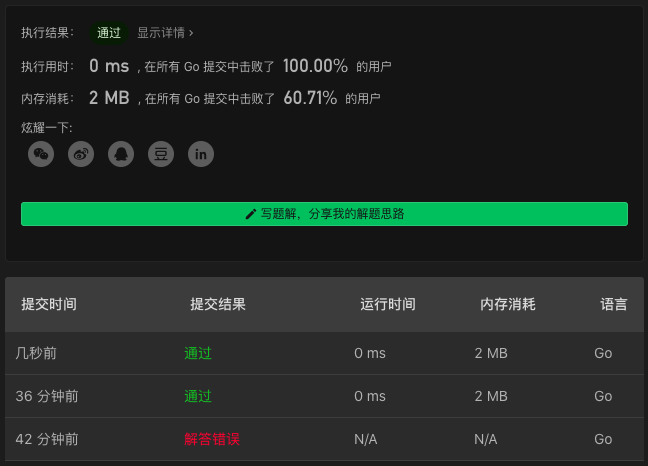 执行结果： 通过 显示详情 ›
执行用时： 0 ms , 在所有 Go 提交中击败了 100.00% 的用户
内存消耗： 2 MB , 在所有 Go 提交中击败了 60.71% 的用户
炫耀一下:
豆 in
写题解，分享我的解题思路
提交时间 提交结果 运行时间 内存消耗 语言
几秒前 通过 0 ms 2 MB Go
36 分钟前 通过 0 ms 2 MB Go
42 分钟前 解答错误 N/A N/A Go